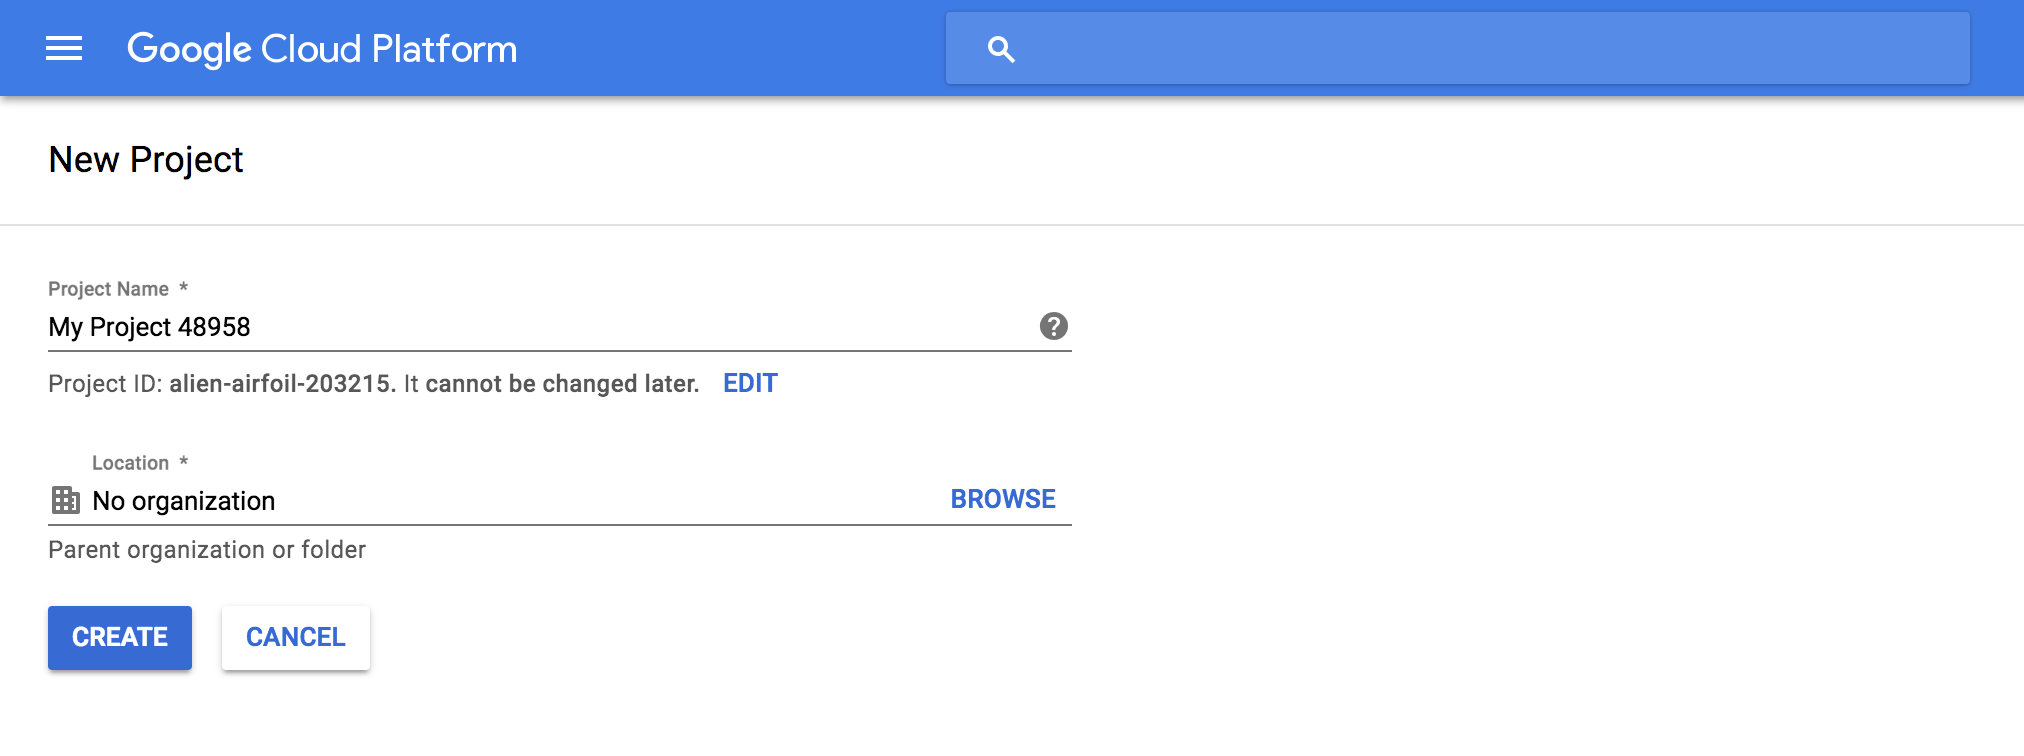 Google Cloud Platform
New Project
Project Name *
My Project 48958
Project ID: alien-airfoil-203215. It cannot be changed later. EDIT
Location *
No organization BROWSE
Parent organization or folder
CREATE CANCEL